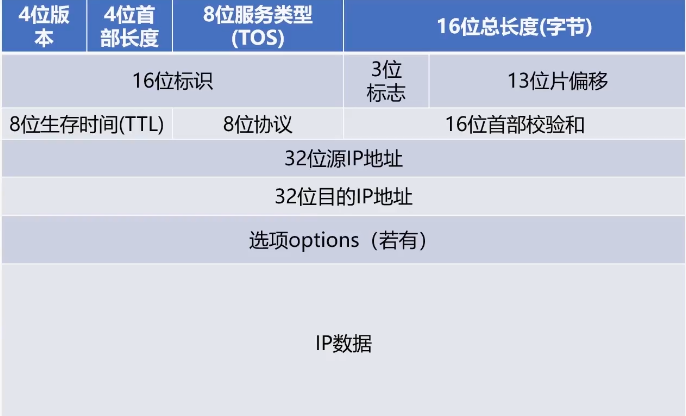 4位版
本
4位首
部长度
8位服务类型
(TOS)
16位总长度(字节)
16位标识
3位
标志
13位片偏移
8位生存时间(TTL)
8位协议
16位首部校验和
32位源IP地址
32位目的IP地址
选项options（若有）
IP数据